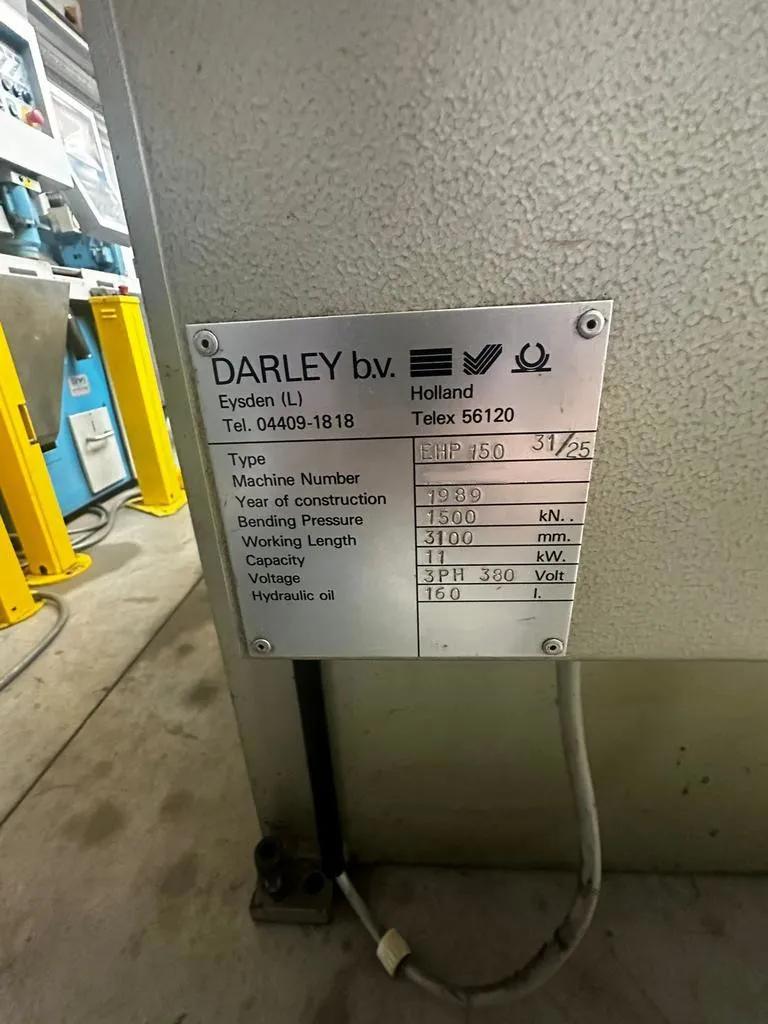 DARLEY b.v.
Eysden (L) Holland
Tel. 04409-1818 Telex 56120
Type EHP 150 31/25
Machine Number
Year of construction 1989
Bending Pressure 1500 kN..
Working Length 3100 mm.
Capacity 11 kW.
Voltage 3PH 380 Volt
Hydraulic oil 160 l.